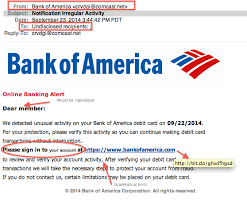 From: Bank of America <crvdgi@comcast.net>
Subject: Notification Irregular Activity
Date: September 23, 2014 3:44:42 PM
To: Undisclosed recipients:;
Reply-To: crvdgi@comcast.net
Bank of America
Online Banking Alert
Would be capitalized
Dear member:
We detected unusual activity on your Bank of America debit card on 09/22/2014.
For your protection, please verify this activity so you can continue making debit card
transactions without interruption.
Please sign in to your account at https://www.bankofamerica.com
to review and verify your account activity. After verifying your debit card
transactions we will take the necessary steps to protect your account from fraud.
If you do not contact us, certain limitations may be placed on your debit card.
Grammatical Error
© 2014 Bank of America Corporation. All rights reserved.